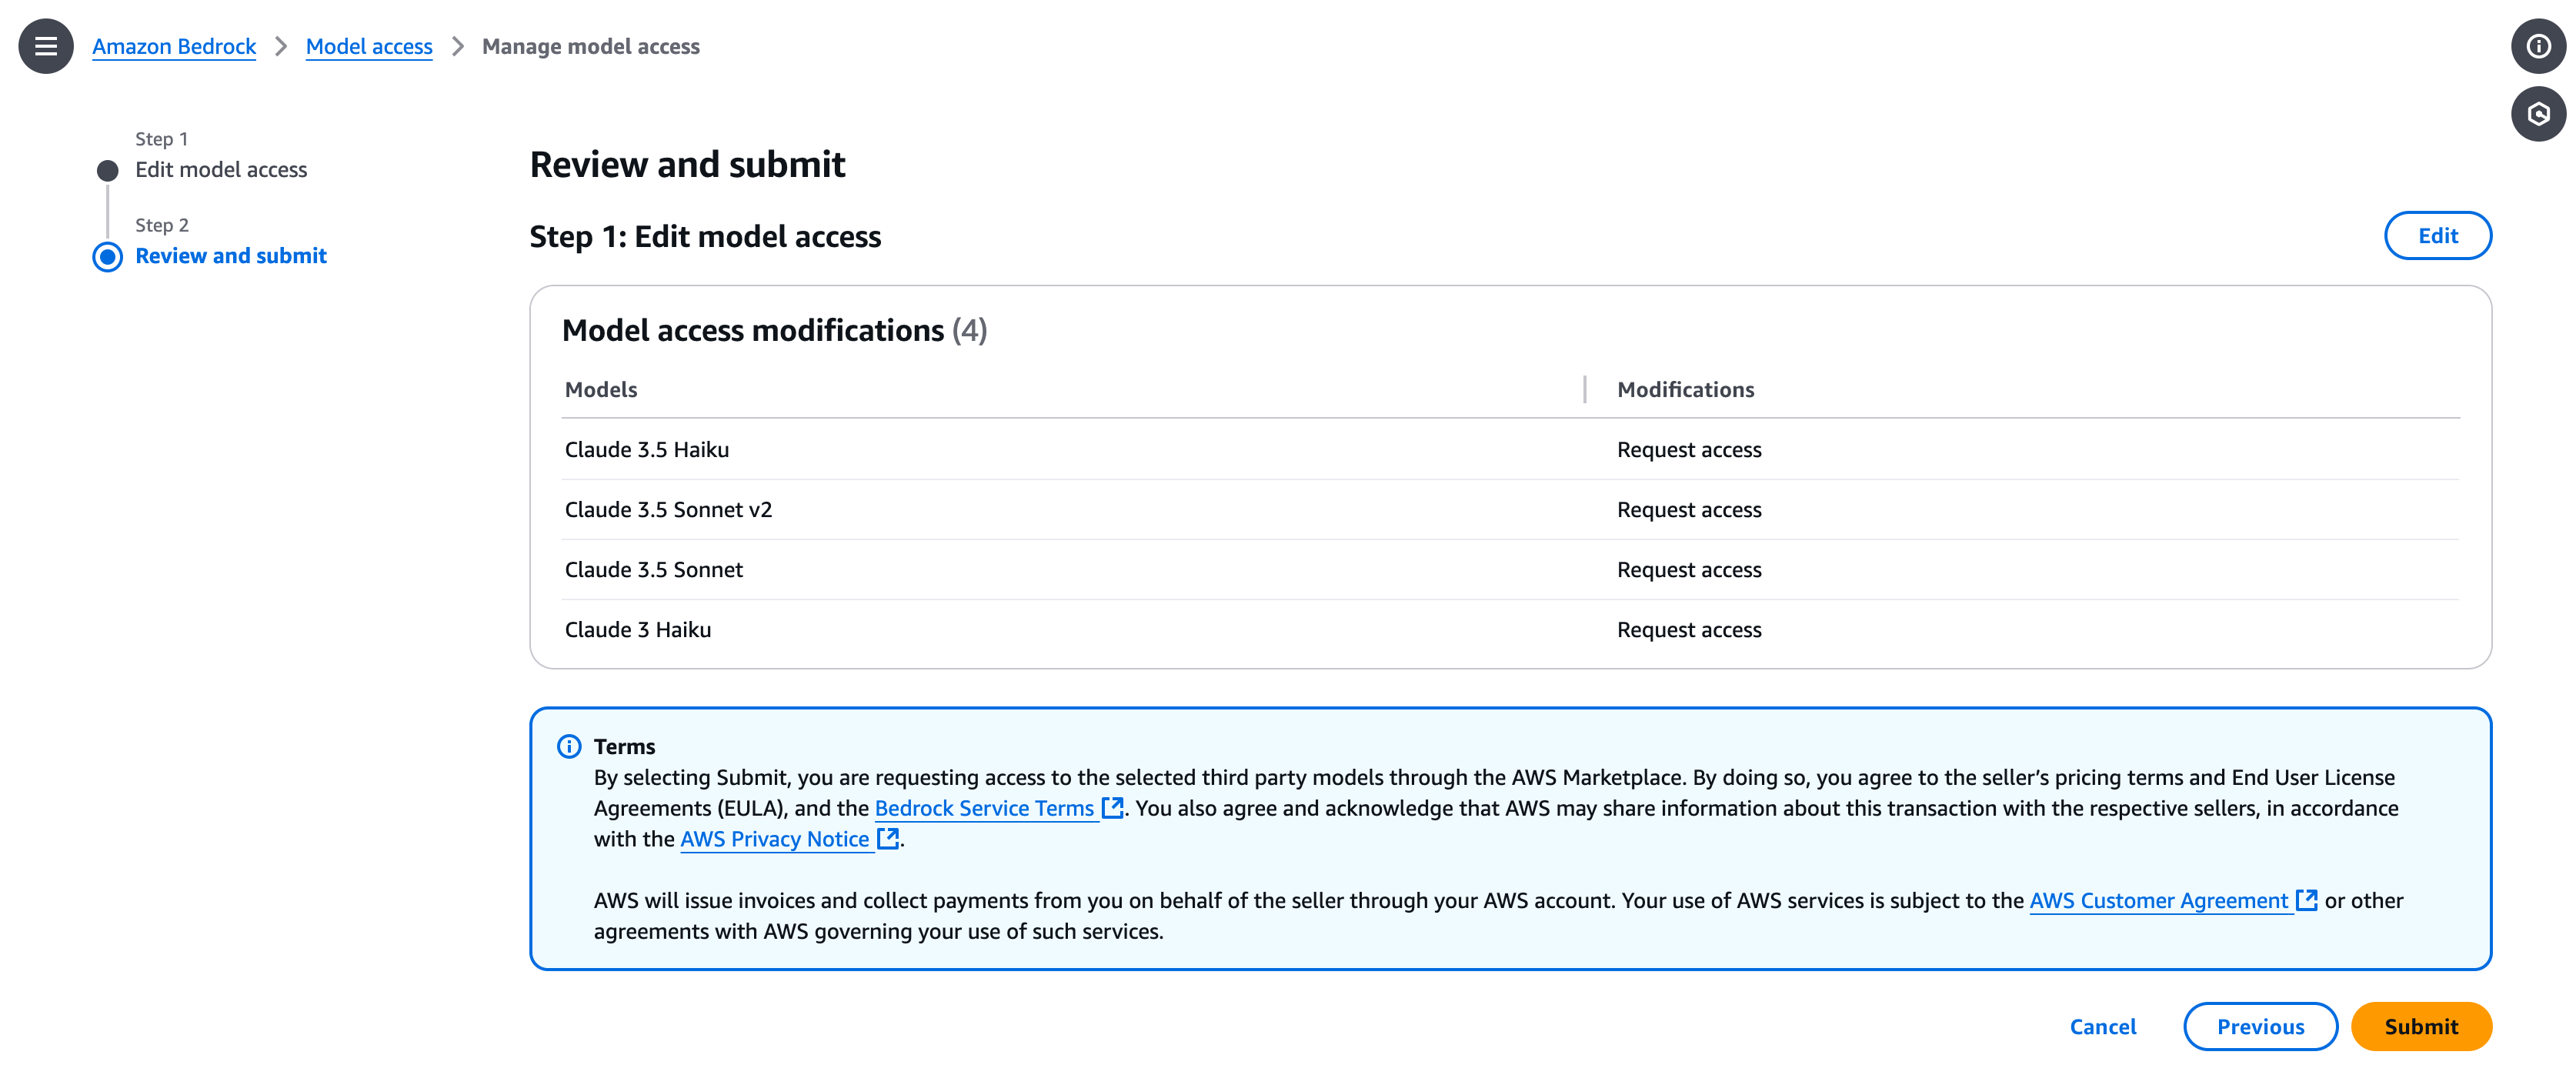 Amazon Bedrock > Model access > Manage model access
Step 1
Edit model access
Step 2
Review and submit
Review and submit
Step 1: Edit model access
Edit
Model access modifications (4)
Models Modifications
Claude 3.5 Haiku Request access
Claude 3.5 Sonnet v2 Request access
Claude 3.5 Sonnet Request access
Claude 3 Haiku Request access
Terms
By selecting Submit, you are requesting access to the selected third party models through the AWS Marketplace. By doing so, you agree to the seller’s pricing terms and End User License
Agreements (EULA), and the Bedrock Service Terms. You also agree and acknowledge that AWS may share information about this transaction with the respective sellers, in accordance
with the AWS Privacy Notice.
AWS will issue invoices and collect payments from you on behalf of the seller through your AWS account. Your use of AWS services is subject to the AWS Customer Agreement or other
agreements with AWS governing your use of such services.
Cancel Previous Submit